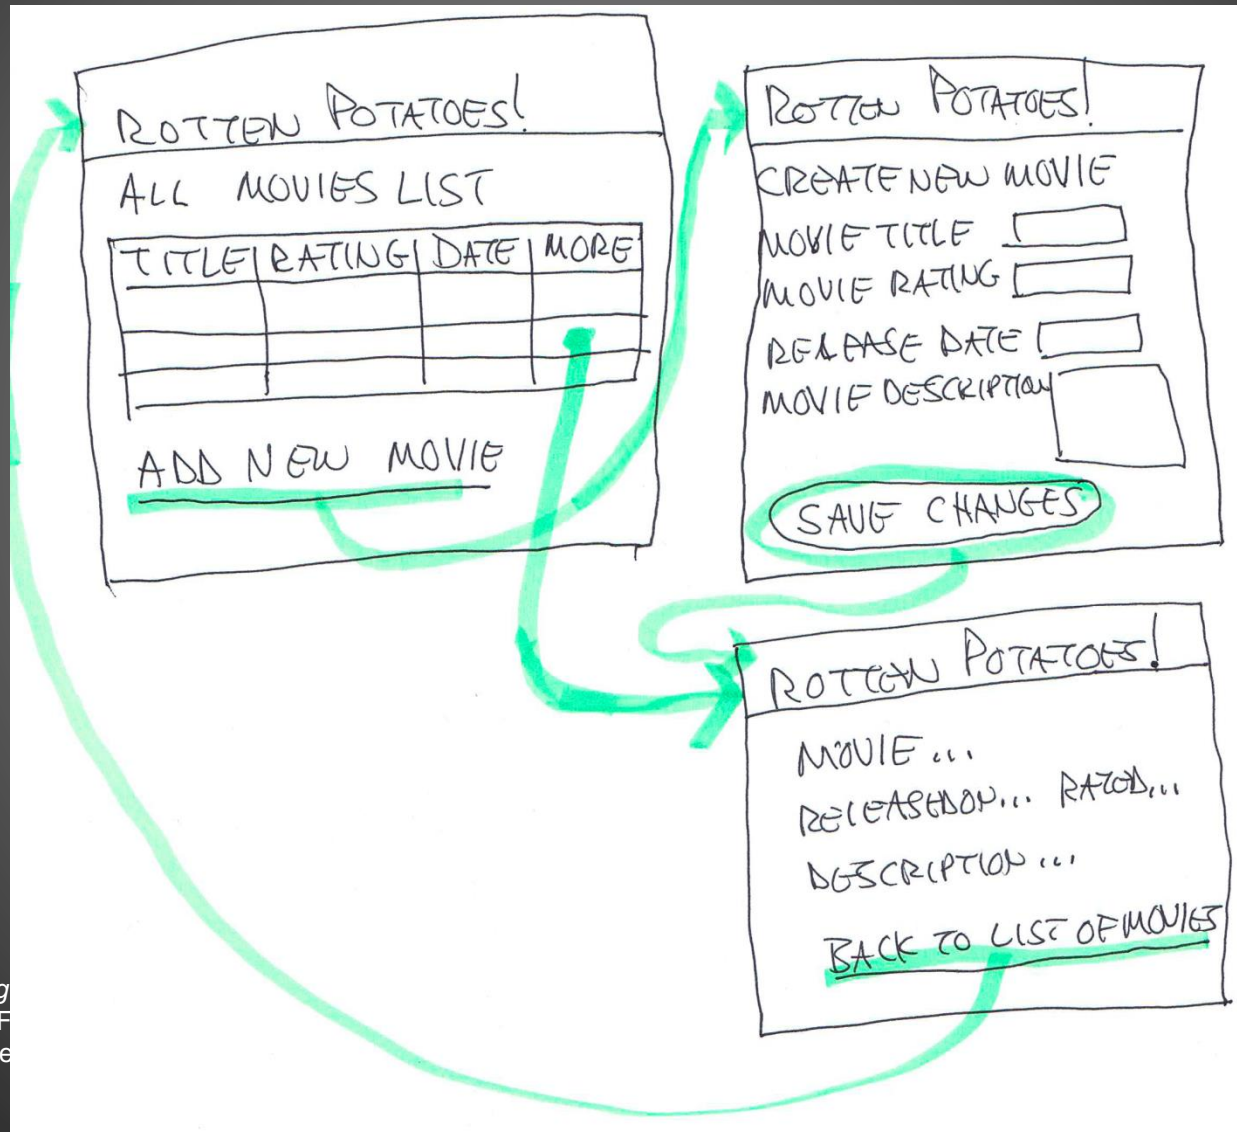 ROTTEN POTATOES!
ALL MOVIES LIST
TITLE RATING DATE MORE
ADD NEW MOVIE
ROTTEN POTATOES!
CREATE NEW MOVIE
MOVIE TITLE
MOVIE RATING
RELEASE DATE
MOVIE DESCRIPTION
SAVE CHANGES
ROTTEN POTATOES!
MOVIE...
RELEASED ON... RATED...
DESCRIPTION...
BACK TO LIST OF MOVIES